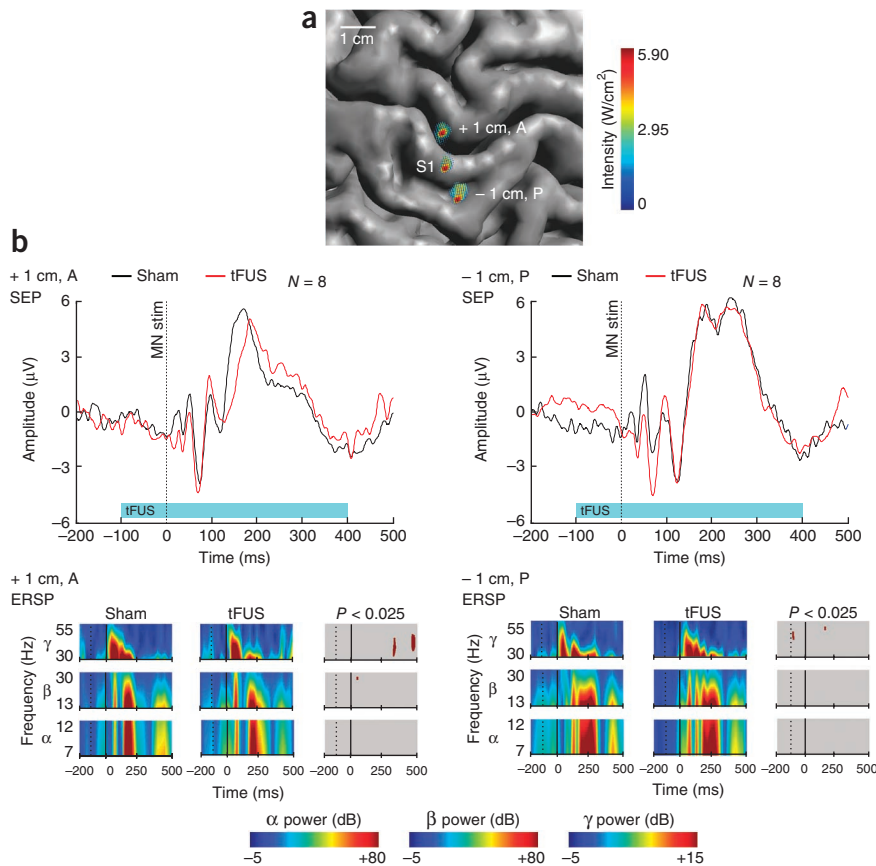 a
1 cm
+ 1 cm, A
S1
− 1 cm, P
5.90
2.95
0
Intensity (W/cm²)
b
+ 1 cm, A
SEP
Sham
tFUS
N = 8
MN stim
Amplitude (μV)
6
3
0
−3
−6
tFUS
−200 −100 0 100 200 300 400 500
Time (ms)
− 1 cm, P
SEP
Sham
tFUS
N = 8
MN stim
Amplitude (μV)
6
3
0
−3
−6
tFUS
−200 −100 0 100 200 300 400 500
Time (ms)
+ 1 cm, A
ERSP
Sham
tFUS
P < 0.025
Frequency (Hz)
γ
55
30
β
30
13
α
12
7
−200 0 250 500
−200 0 250 500
−200 0 250 500
Time (ms)
− 1 cm, P
ERSP
Sham
tFUS
P < 0.025
Frequency (Hz)
γ
55
30
β
30
13
α
12
7
−200 0 250 500
−200 0 250 500
−200 0 250 500
Time (ms)
α power (dB)
−5 +80
β power (dB)
−5 +80
γ power (dB)
−5 +15